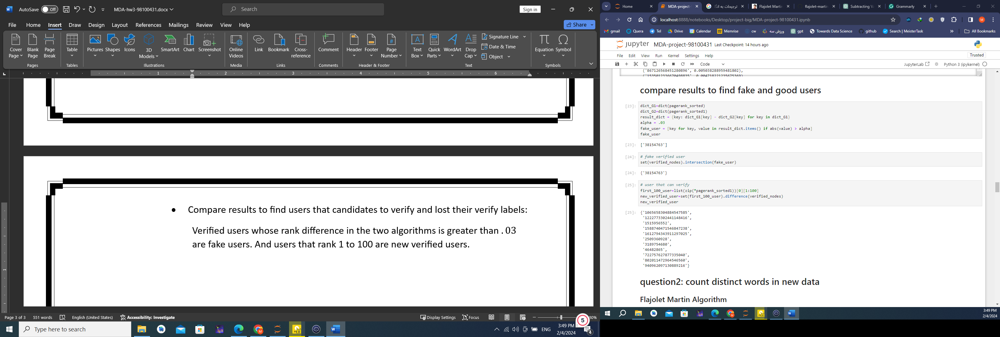 AutoSave Off MDA-hw3-98100431.docx Search Sign in
File Home Insert Draw Design Layout References Mailings Review View Help Share
Cover Page Blank Page Page Break Table Pictures Shapes Icons 3D Models SmartArt Chart Screenshot Online Videos Link Bookmark Cross-reference Comment Header Footer Page Number Text Box Quick Parts WordArt Drop Cap Signature Line Date & Time Object Equation Symbol
Pages Tables Illustrations Media Links Comments Header & Footer Text Symbols
1 2 3 4 5 6
• Compare results to find users that candidates to verify and lost their verify labels:
Verified users whose rank difference in the two algorithms is greater than .03
are fake users. And users that rank 1 to 100 are new verified users.
Page 3 of 3 551 words English (United States) Accessibility: Investigate Display Settings Focus 80%
5
Type here to search ENG 3:49 PM 2/4/2024 4
Home MDA-project- ترجیحات به انگا Flajolet Martin flajolet-martin Subtracting Va Grammarly
localhost:8888/notebooks/Desktop/project-big/MDA-project-98100431.ipynb
gmail Quera Tel Drive Calendar Memrise cw ورزش سه gpt Towards Data Science github Search | MeisterTask All Bookmarks
jupyter MDA-project-98100431 Last Checkpoint: 14 hours ago
File Edit View Run Kernel Settings Help Trusted
Code JupyterLab Python 3 (ipykernel)
('867126568451280896', 0.005038288959481802),
('1535012336670498835', 0.004718221235675369)
compare results to find fake and good users
[23]: dict_G1=dict(pagerank_sorted)
dict_G2=dict(pagerank_sorted1)
result_dict = {key: dict_G1[key] - dict_G2[key] for key in dict_G1}
alpha = .03
fake_user = [key for key, value in result_dict.items() if abs(value) > alpha]
fake_user
[23]: ['38154763']
[24]: # fake verified user
set(verified_nodes).intersection(fake_user)
[24]: {'38154763'}
[25]: # user that can verify
first_100_user=list(zip(*pagerank_sorted1))[0][1:100]
new_verified_user=set(first_100_user).difference(verified_nodes)
new_verified_user
[25]: {'1065658304884547585',
'1222773302441148416',
'1515956552',
'1588740471546847238',
'1612794343911297025',
'2509360928',
'3189754680',
'46482865',
'722757627877335040',
'802011472964546560',
'940962097130889216'}
question2: count distinct words in new data
Flajolet Martin Algorithm
3:49 PM
2/4/2024